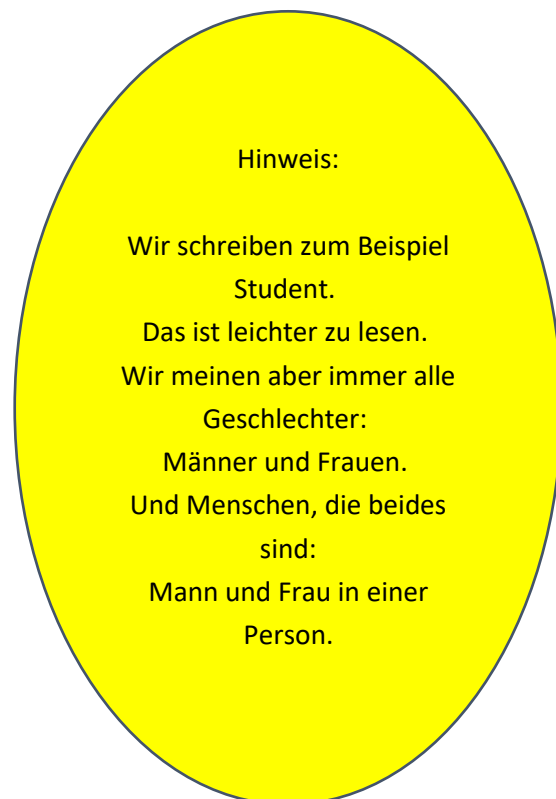 Hinweis:
Wir schreiben zum Beispiel
Student.
Das ist leichter zu lesen.
Wir meinen aber immer alle
Geschlechter:
Männer und Frauen.
Und Menschen, die beides
sind:
Mann und Frau in einer
Person.